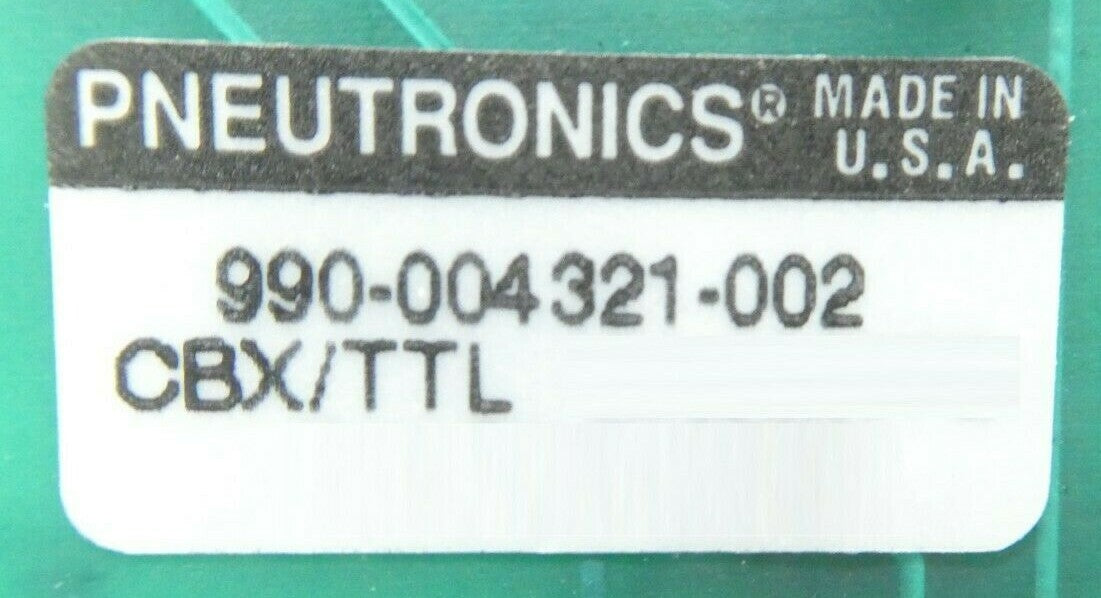 PNEUTRONICS® MADE IN
U.S.A.
990-004321-002
CBX/TTL